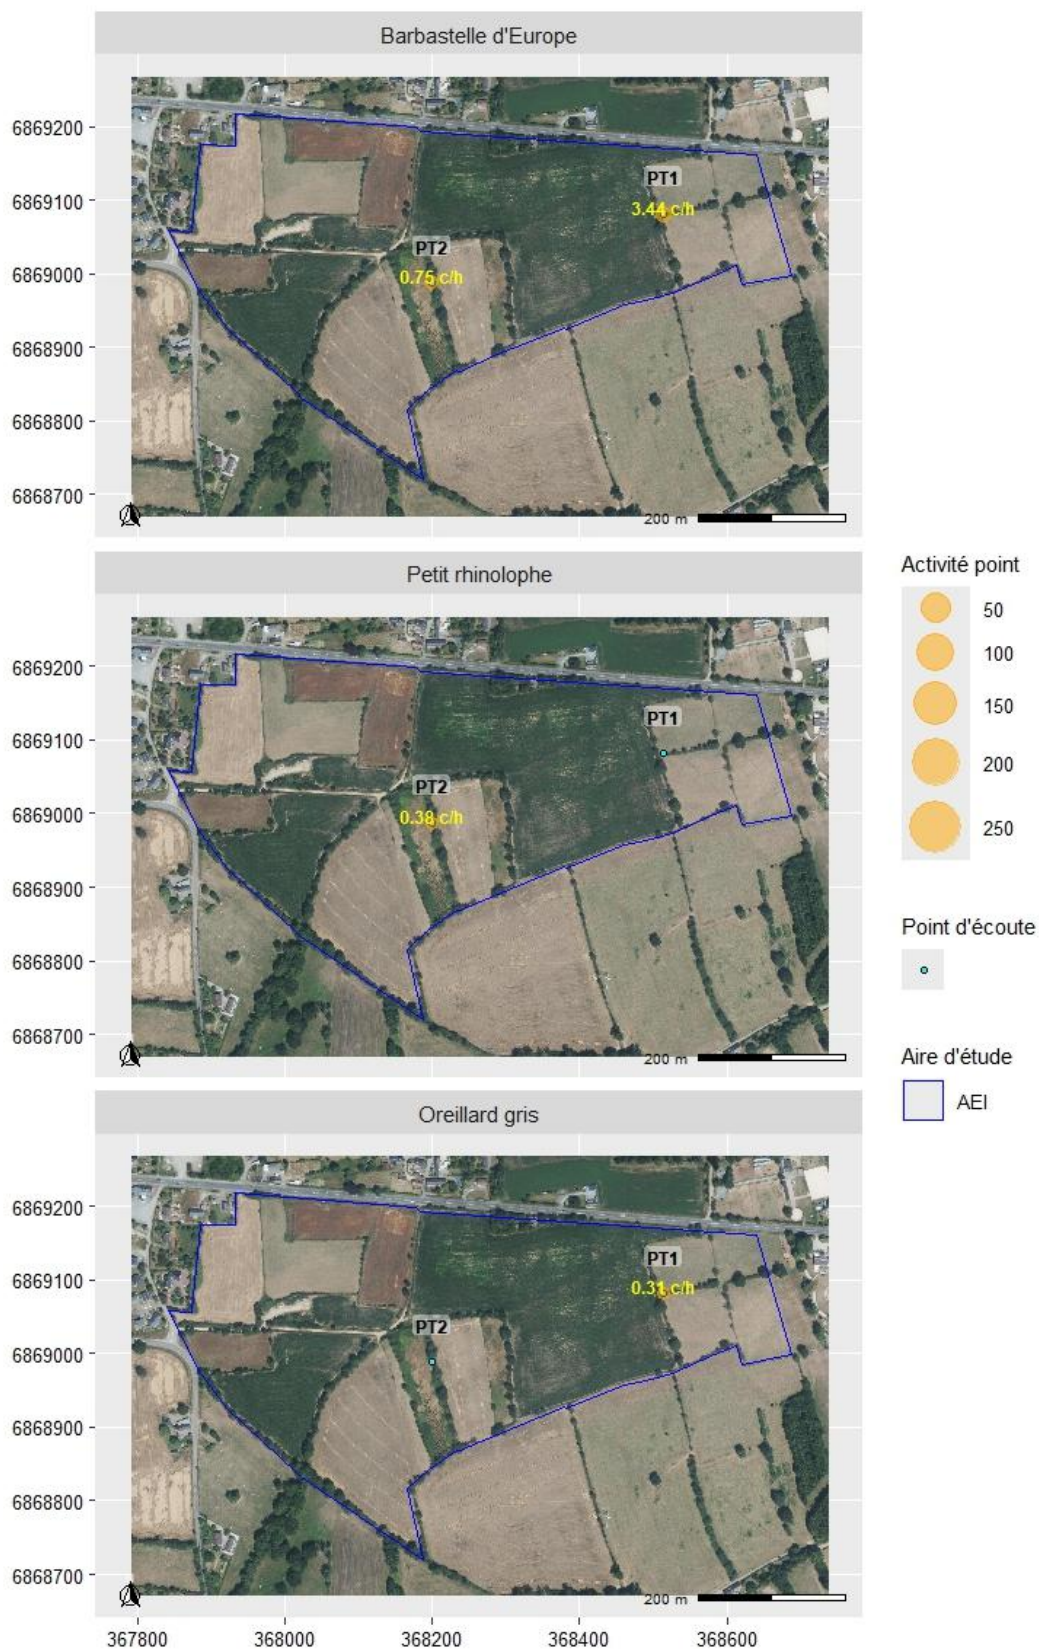 Barbastelle d'Europe
6869200
6869100
6869000
6868900
6868800
6868700
PT1
3.44 c/h
PT2
0.75 c/h
200 m
Petit rhinolophe
6869200
6869100
6869000
6868900
6868800
6868700
PT1
PT2
0.38 c/h
200 m
Oreillard gris
6869200
6869100
6869000
6868900
6868800
6868700
PT1
0.31 c/h
PT2
200 m
367800 368000 368200 368400 368600
Activité point
50
100
150
200
250
Point d'écoute
Aire d'étude
AEI